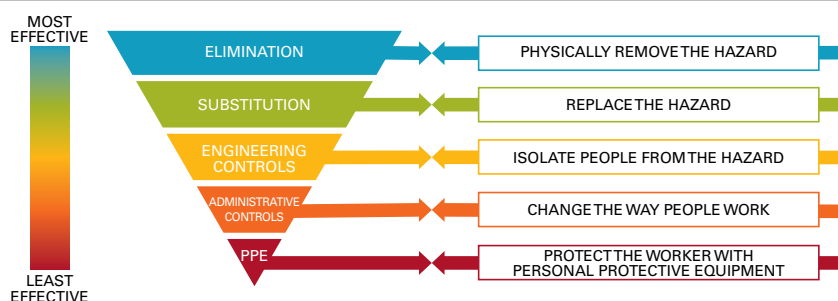 MOST
EFFECTIVE
ELIMINATION
PHYSICALLY REMOVE THE HAZARD
SUBSTITUTION
REPLACE THE HAZARD
ENGINEERING
CONTROLS
ISOLATE PEOPLE FROM THE HAZARD
ADMINISTRATIVE
CONTROLS
CHANGE THE WAY PEOPLE WORK
PPE
PROTECT THE WORKER WITH
PERSONAL PROTECTIVE EQUIPMENT
LEAST
EFFECTIVE